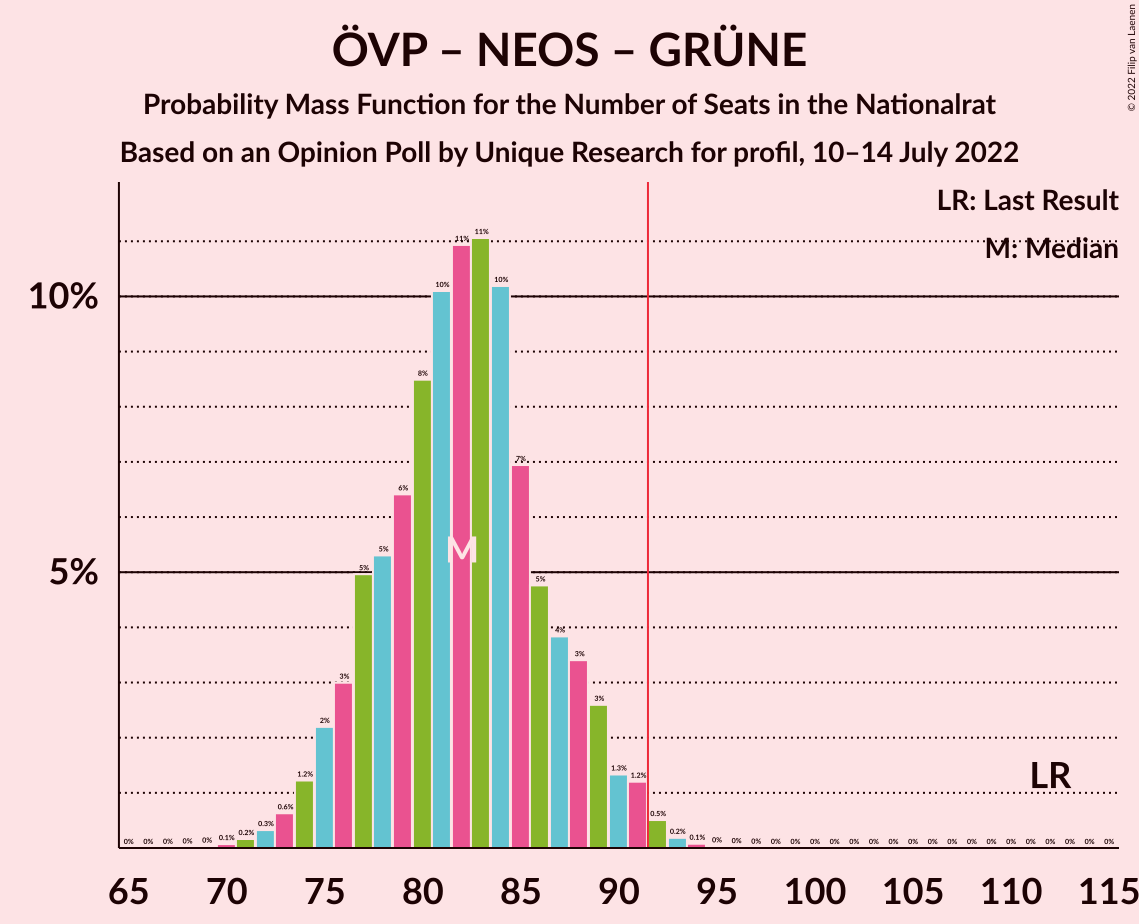 © 2022 Filip van Laenen
ÖVP – NEOS – GRÜNE
Probability Mass Function for the Number of Seats in the Nationalrat
Based on an Opinion Poll by Unique Research for profil, 10–14 July 2022
LR: Last Result
M: Median
10%
5%
0% 0% 0% 0% 0% 0.1% 0.2% 0.3% 0.6% 1.2% 2% 3% 5% 5% 6% 8% 10% 11% 11% 10% 7% 5% 4% 3% 3% 1.3% 1.2% 0.5% 0.2% 0.1% 0% 0% 0% 0% 0% 0% 0% 0% 0% 0% 0% 0% 0% 0% 0% 0% 0% 0% 0% 0% 0%
M
LR
65 70 75 80 85 90 95 100 105 110 115